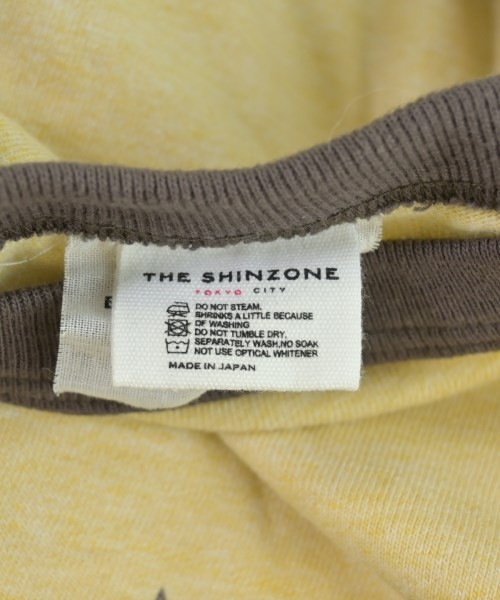 THE SHINZONE
TOKYO CITY
DO NOT STEAM.
SHRINKS A LITTLE BECAUSE
OF WASHING
DO NOT TUMBLE DRY.
SEPARATELY WASH.NO SOAK
NOT USE OPTICAL WHITENER
MADE IN JAPAN